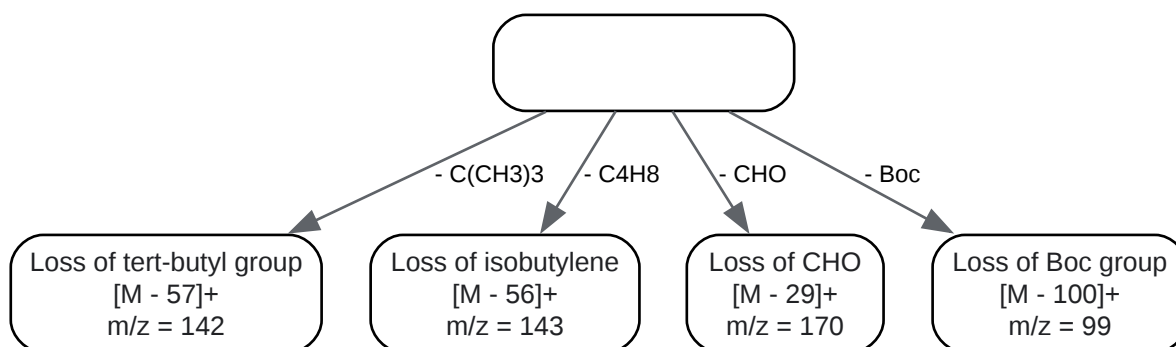 - C(CH3)3
- C4H8
- CHO
- Boc
Loss of tert-butyl group
[M - 57]+
m/z = 142
Loss of isobutylene
[M - 56]+
m/z = 143
Loss of CHO
[M - 29]+
m/z = 170
Loss of Boc group
[M - 100]+
m/z = 99